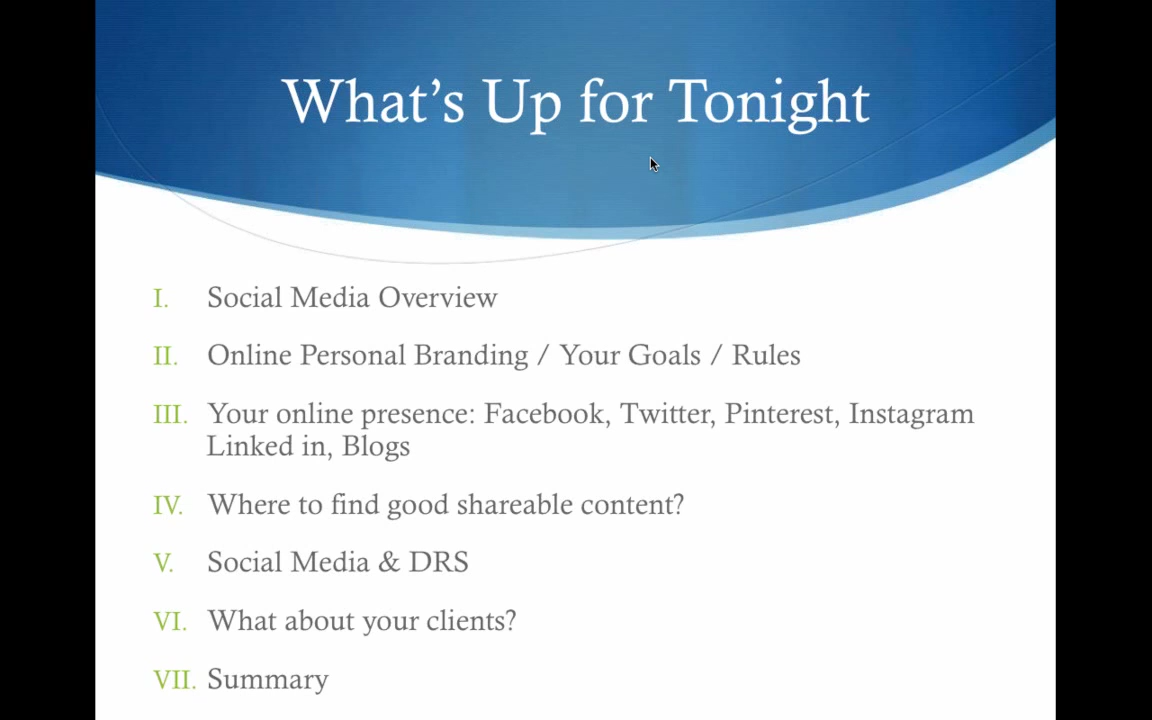 What's Up for Tonight
I. Social Media Overview
II. Online Personal Branding / Your Goals / Rules
III. Your online presence: Facebook, Twitter, Pinterest, Instagram
Linked in, Blogs
IV. Where to find good shareable content?
V. Social Media & DRS
VI. What about your clients?
VII. Summary